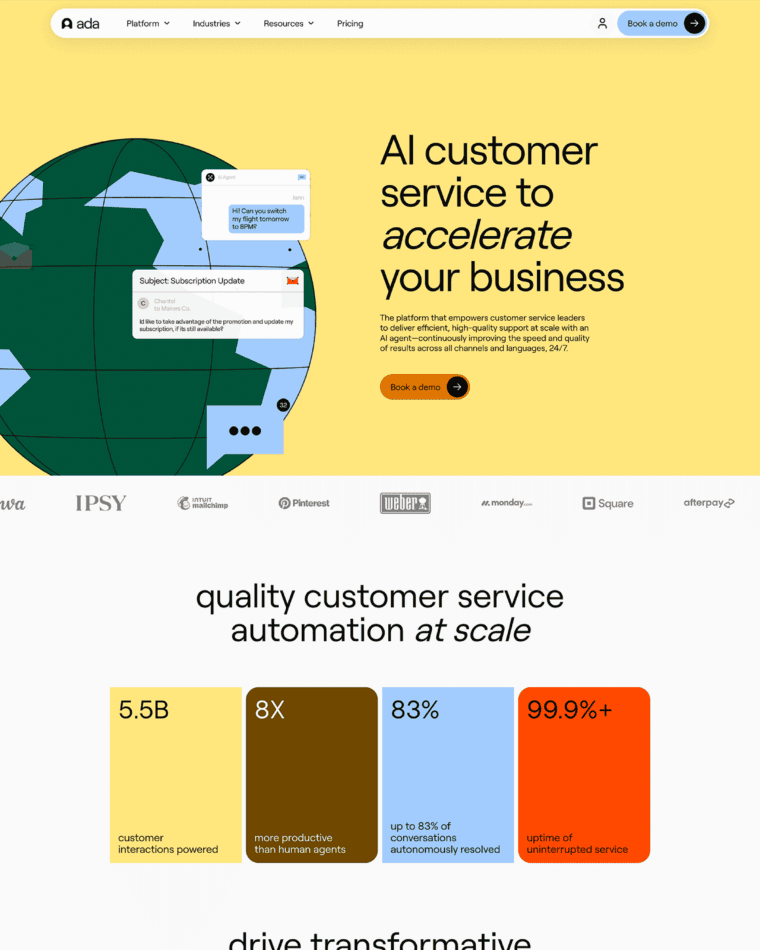 ada
Platform
Industries
Resources
Pricing
Book a demo
AI customer
service to
accelerate
your business
AI Agent
Hi! Can you switch
my flight tomorrow
to 8PM?
Subject: Subscription Update
C
Chantal
to Marvins Co.
Id like to take advantage of the promotion and update my
subscription, if its still available?
32
The platform that empowers customer service leaders
to deliver efficient, high-quality support at scale with an
AI agent—continuously improving the speed and quality
of results across all channels and languages, 24/7.
Book a demo
wa
IPSY
INTUIT
mailchimp
Pinterest
weber
monday.com
Square
afterpay
quality customer service
automation at scale
5.5B
customer
interactions powered
8X
more productive
than human agents
83%
up to 83% of
conversations
autonomously resolved
99.9%+
uptime of
uninterrupted service
drive transformative